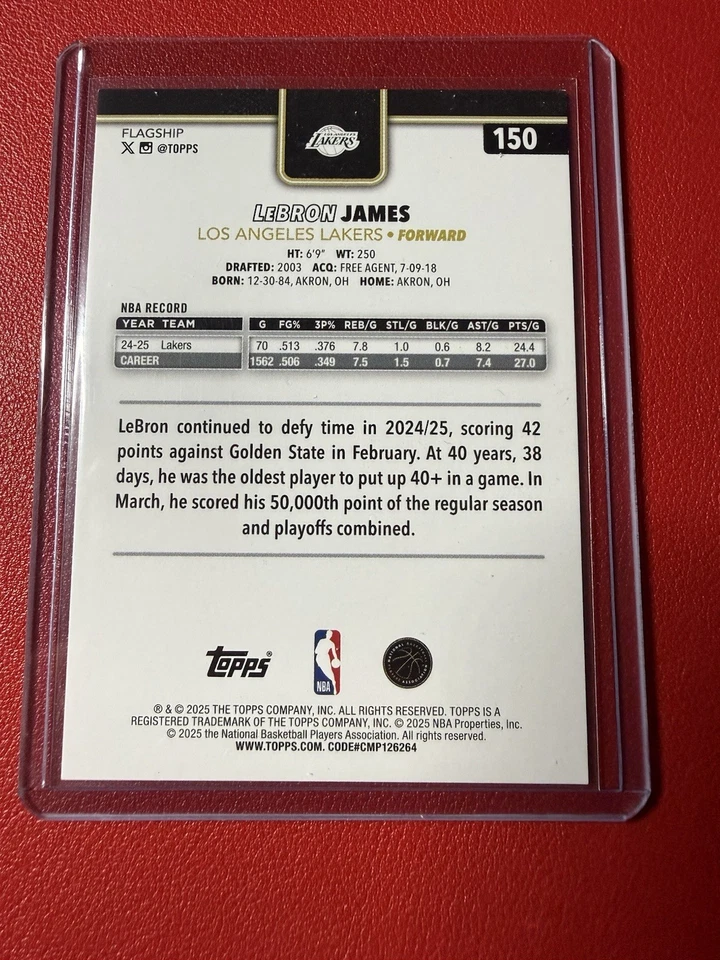 FLAGSHIP
X @TOPPS
LOS ANGELES
LAKERS
150
LeBRON JAMES
LOS ANGELES LAKERS • FORWARD
HT: 6'9" WT: 250
DRAFTED: 2003 ACQ: FREE AGENT, 7-09-18
BORN: 12-30-84, AKRON, OH HOME: AKRON, OH
NBA RECORD
YEAR TEAM G FG% 3P% REB/G STL/G BLK/G AST/G PTS/G
24-25 Lakers 70 .513 .376 7.8 1.0 0.6 8.2 24.4
CAREER 1562 .506 .349 7.5 1.5 0.7 7.4 27.0
LeBron continued to defy time in 2024/25, scoring 42
points against Golden State in February. At 40 years, 38
days, he was the oldest player to put up 40+ in a game. In
March, he scored his 50,000th point of the regular season
and playoffs combined.
TOPPS®
NBA
NATIONAL BASKETBALL
ASSOCIATION
® & © 2025 THE TOPPS COMPANY, INC. ALL RIGHTS RESERVED. TOPPS IS A
REGISTERED TRADEMARK OF THE TOPPS COMPANY, INC. © 2025 NBA Properties, Inc.
© 2025 the National Basketball Players Association. All rights reserved.
WWW.TOPPS.COM. CODE#CMP126264